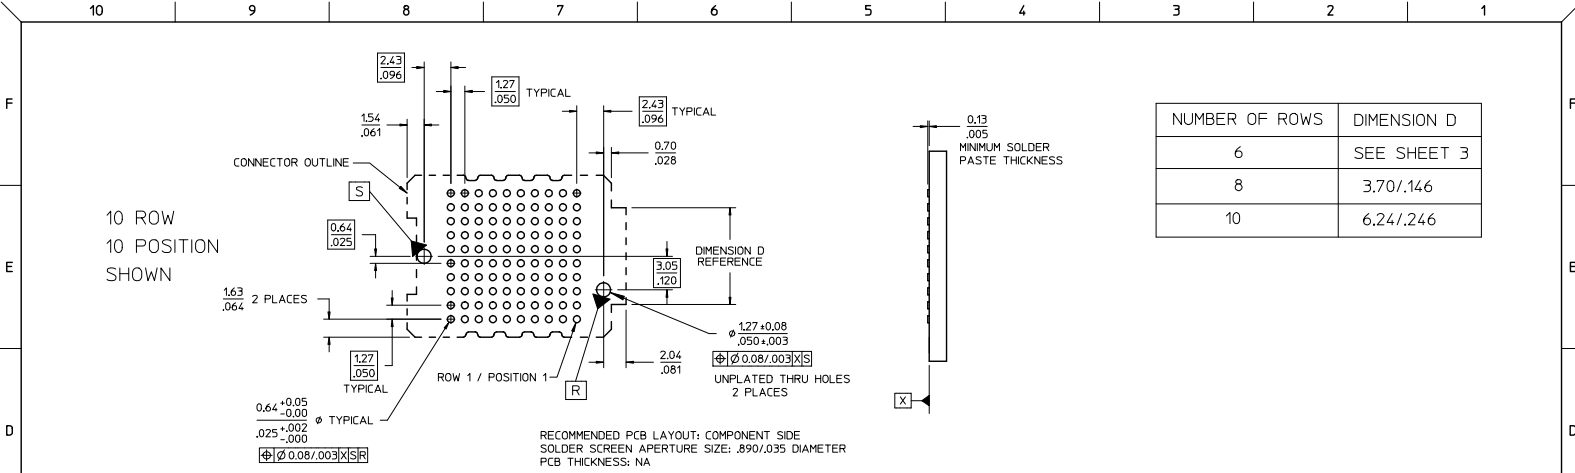 10 9 8 7 6 5 4 3 2 1
F
F
E
E
D
D
2.43
.096
1.27
.050
TYPICAL
2.43
.096
TYPICAL
1.54
.061
0.70
.028
CONNECTOR OUTLINE
S
10 ROW
10 POSITION
SHOWN
0.64
.025
DIMENSION D
REFERENCE
3.05
.120
1.63
.064
2 PLACES
1.27
.050
TYPICAL
ROW 1 / POSITION 1
R
2.04
.081
Ø 1.27 ±0.08
.050 ±.003
⌖ Ø 0.08/.003 X S
UNPLATED THRU HOLES
2 PLACES
0.64 +0.05
-0.00
.025 +.002
-.000
Ø TYPICAL
⌖ Ø 0.08/.003 X S R
RECOMMENDED PCB LAYOUT: COMPONENT SIDE
SOLDER SCREEN APERTURE SIZE: .890/.035 DIAMETER
PCB THICKNESS: NA
0.13
.005
MINIMUM SOLDER
PASTE THICKNESS
X
NUMBER OF ROWS DIMENSION D
6 SEE SHEET 3
8 3.70/.146
10 6.24/.246